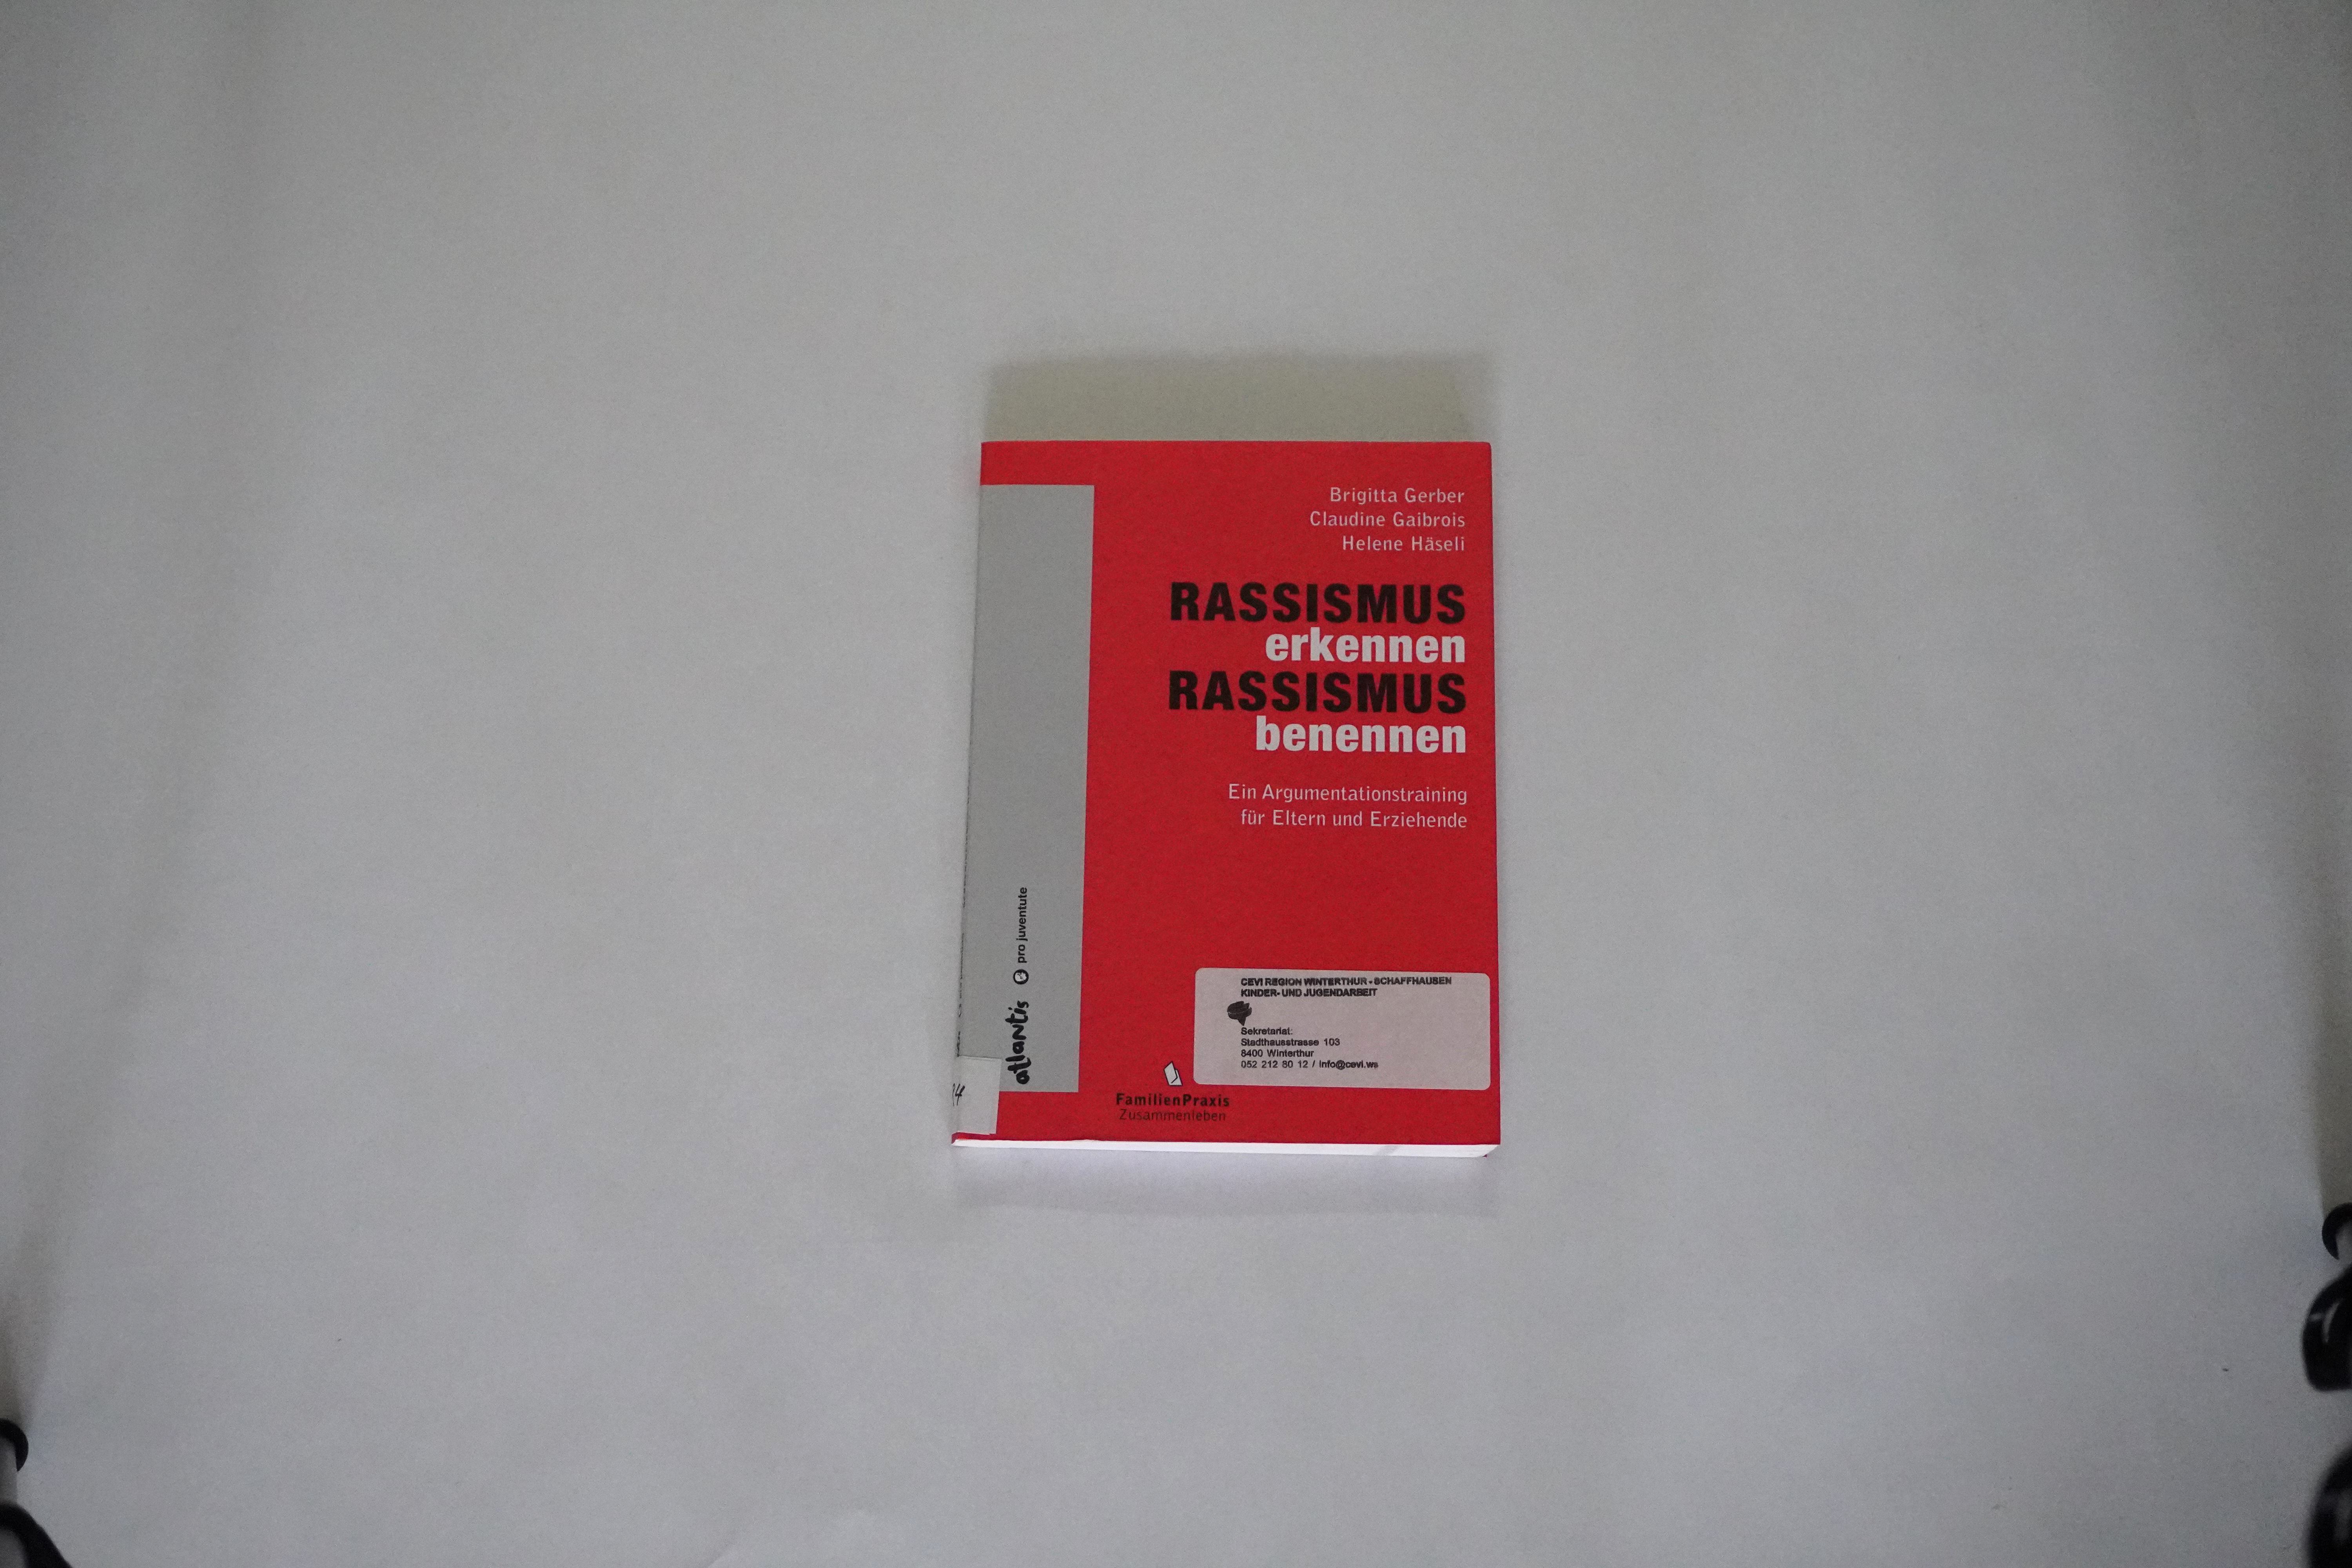 Brigitta Gerber
Claudine Gaibrois
Helene Häseli
RASSISMUS
erkennen
RASSISMUS
benennen
Ein Argumentationstraining
für Eltern und Erziehende
atlantis pro juventute
CEVI REGION WINTERTHUR - SCHAFFHAUSEN
KINDER- UND JUGENDARBEIT
Sekretariat:
Stadthausstrasse 103
8400 Winterthur
052 212 80 12 / info@cevi.ws
FamilienPraxis
Zusammenleben